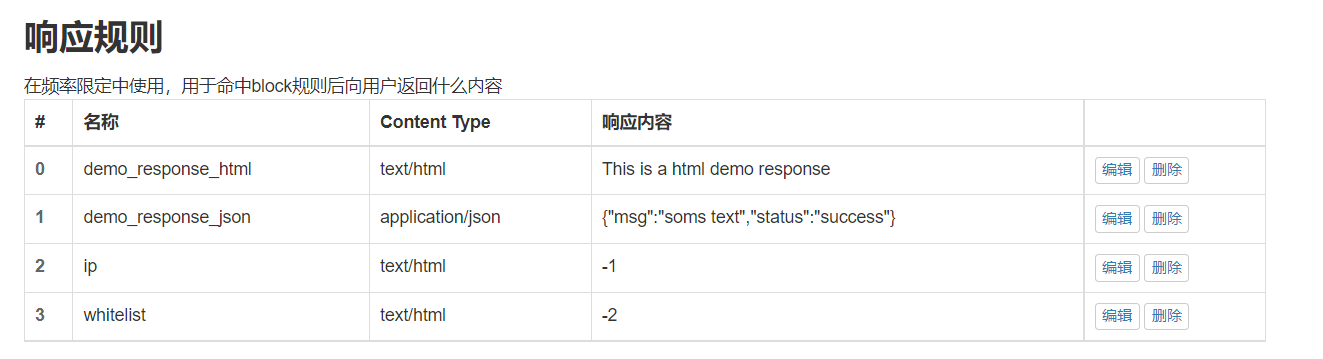 响应规则
在频率限定中使用，用于命中block规则后向用户返回什么内容
# 名称 Content Type 响应内容
0 demo_response_html text/html This is a html demo response 编辑 删除
1 demo_response_json application/json {"msg":"soms text","status":"success"} 编辑 删除
2 ip text/html -1 编辑 删除
3 whitelist text/html -2 编辑 删除